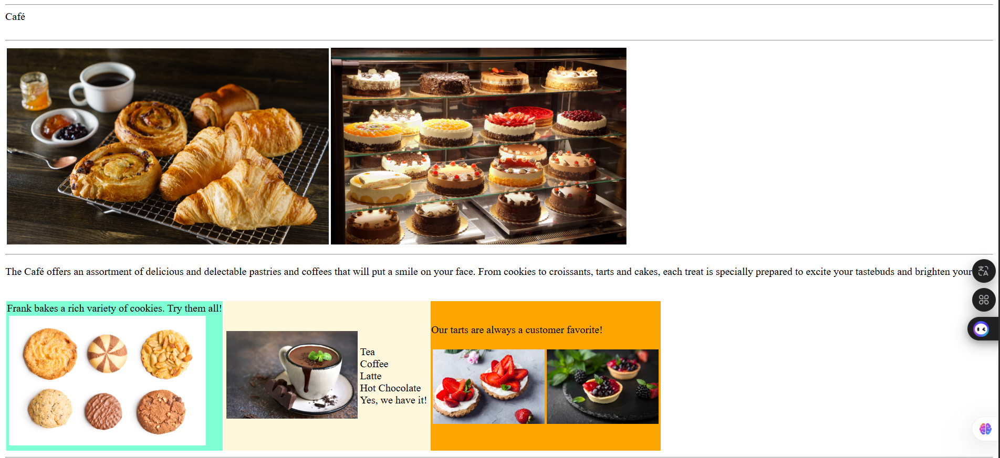 Café
The Café offers an assortment of delicious and delectable pastries and coffees that will put a smile on your face. From cookies to croissants, tarts and cakes, each treat is specially prepared to excite your tastebuds and brighten your
Frank bakes a rich variety of cookies. Try them all!
Tea
Coffee
Latte
Hot Chocolate
Yes, we have it!
Our tarts are always a customer favorite!